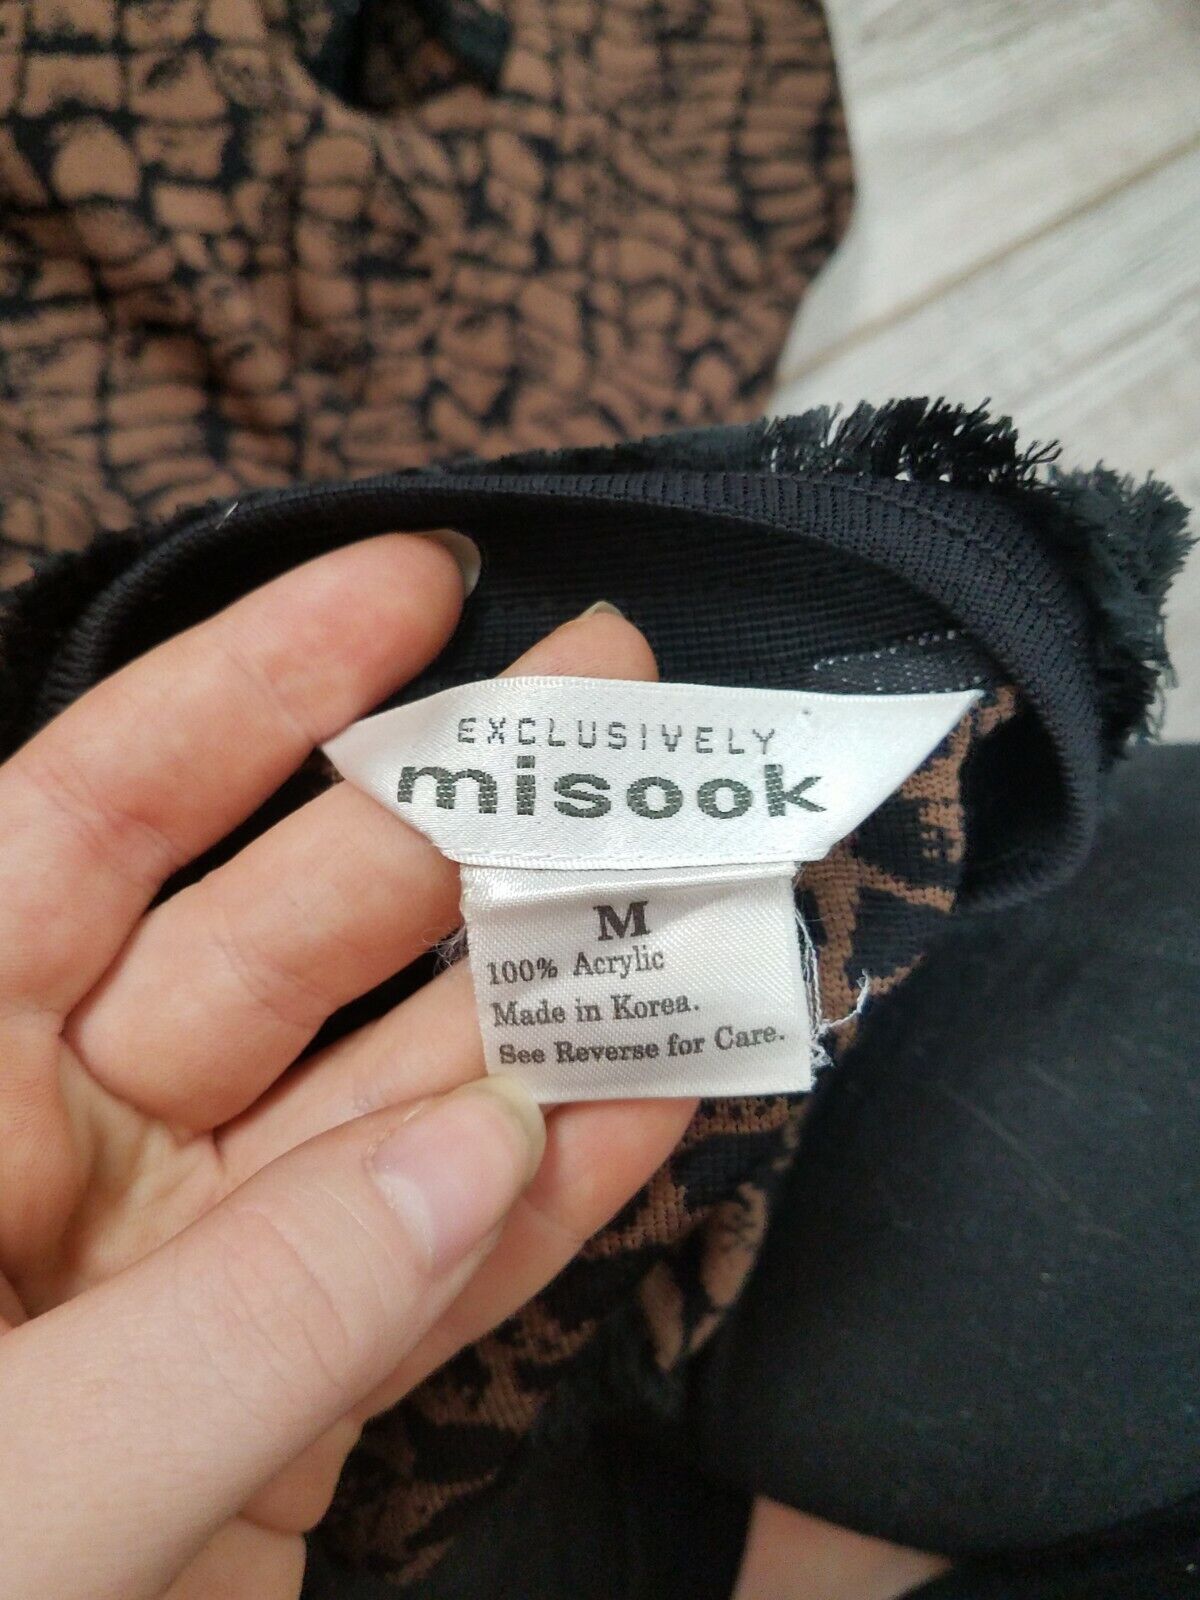 EXCLUSIVELY
misook
M
100% Acrylic
Made in Korea.
See Reverse for Care.